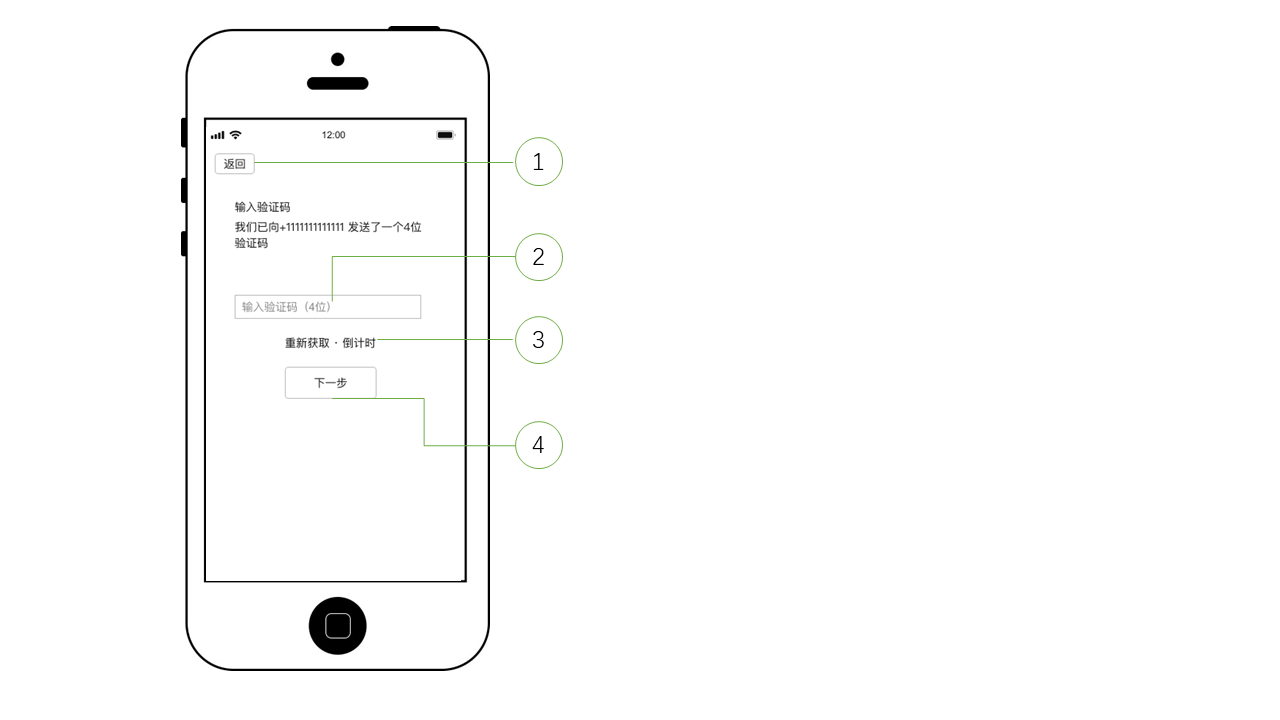 12:00
返回
1
输入验证码
我们已向+1111111111111 发送了一个4位
验证码
2
输入验证码（4位）
重新获取 · 倒计时
3
下一步
4